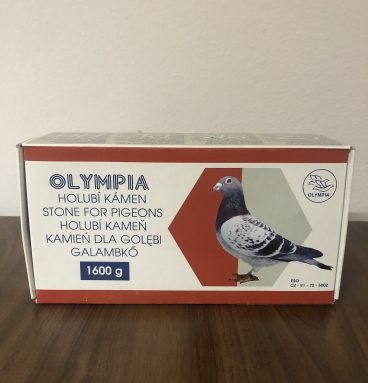 OLYMPIA
HOLUBÍ KÁMEN
STONE FOR PIGEONS
HOLUBÍ KAMEŇ
KAMIEŃ DLA GOŁĘBI
GALAMBKŐ
1600 g
OLYMPIA